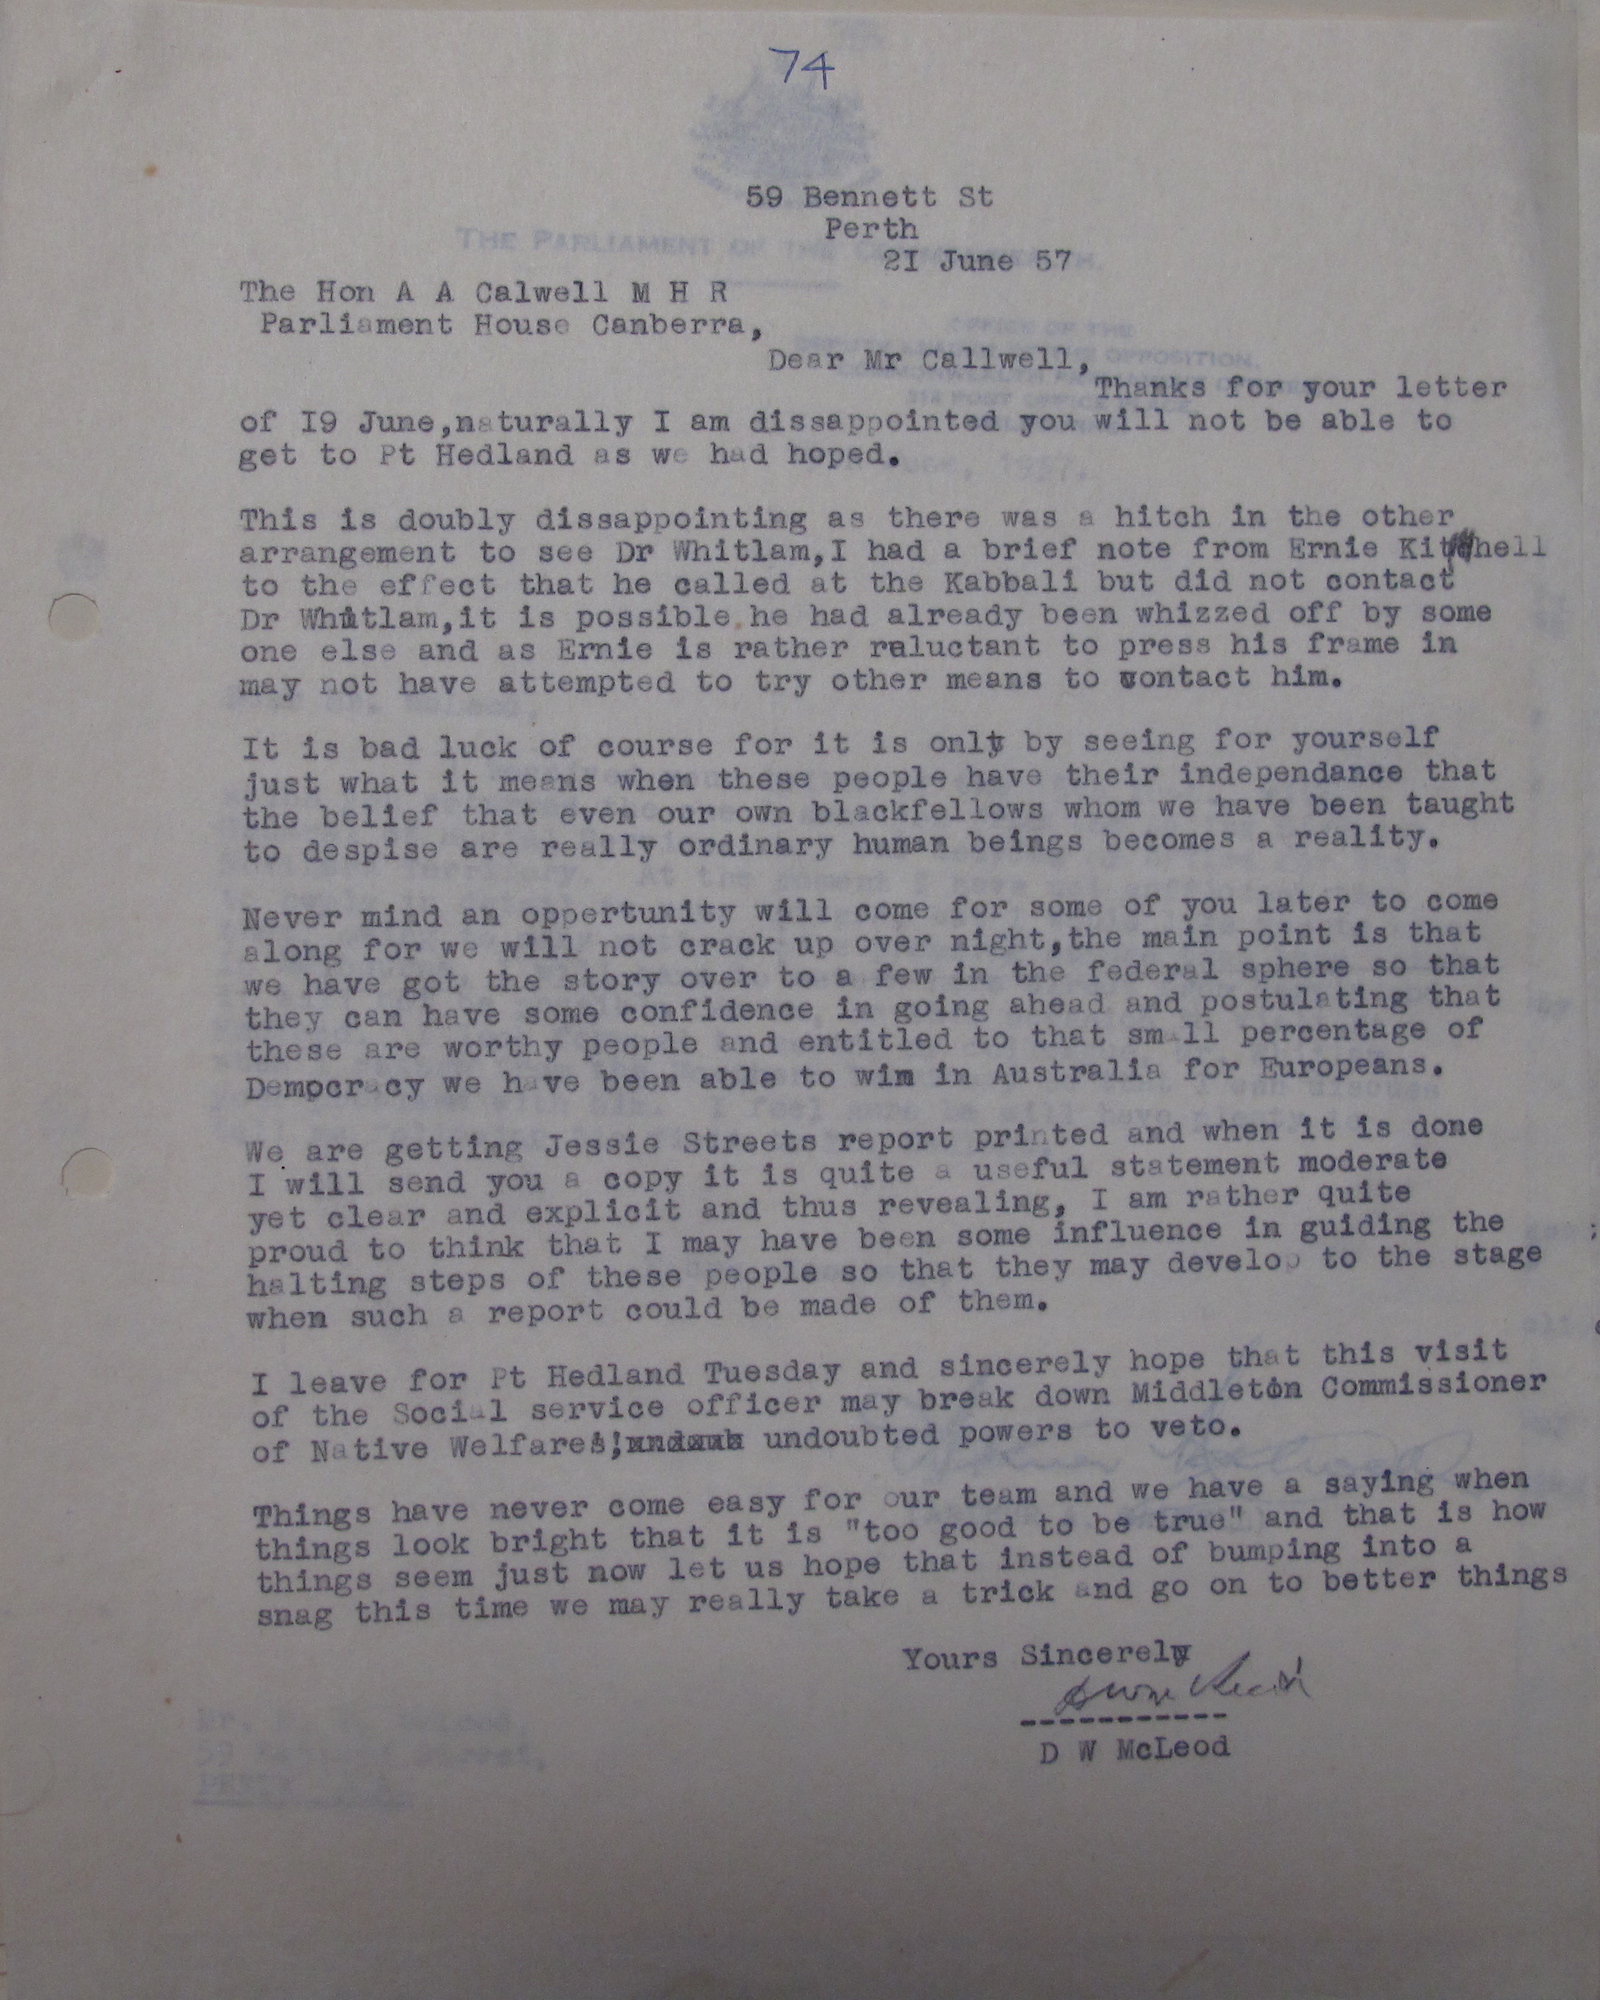 74
59 Bennett St
Perth
2I June 57
The Hon A A Calwell M H R
Parliament House Canberra,
Dear Mr Callwell,
Thanks for your letter
of I9 June,naturally I am dissappointed you will not be able to
get to Pt Hedland as we had hoped.
This is doubly dissappointing as there was a hitch in the other
arrangement to see Dr Whitlam,I had a brief note from Ernie
to the effect that he called at the Kabbali but did not contact
Dr Whitlam,it is possible he had already been whizzed off by some
one else and as Ernie is rather reluctant to press his frame in
may not have attempted to try other means to contact him.
It is bad luck of course for it is only by seeing for yourself
just what it means when these people have their independance that
the belief that even our own blackfellows whom we have been taught
to despise are really ordinary human beings becomes a reality.
Never mind an oppertunity will come for some of you later to come
along for we will not crack up over night,the main point is that
we have got the story over to a few in the federal sphere so that
they can have some confidence in going ahead and postulating that
these are worthy people and entitled to that small percentage of
Dempcracy we have been able to win in Australia for Europeans.
We are getting Jessie Streets report printed and when it is done
I will send you a copy it is quite a useful statement moderate
yet clear and explicit and thus revealing, I am rather quite
proud to think that I may have been some influence in guiding the
halting steps of these people so that they may develop to the stage
when such a report could be made of them.
I leave for Pt Hedland Tuesday and sincerely hope that this visit
of the Social service officer may break down Middleton Commissioner
of Native Welfares, undoubted powers to veto.
Things have never come easy for our team and we have a saying when
things look bright that it is "too good to be true" and that is how
things seem just now let us hope that instead of bumping into a
snag this time we may really take a trick and go on to better things
Yours Sincerely
-----------
D W McLeod
THE PARLIAMENT OF THE